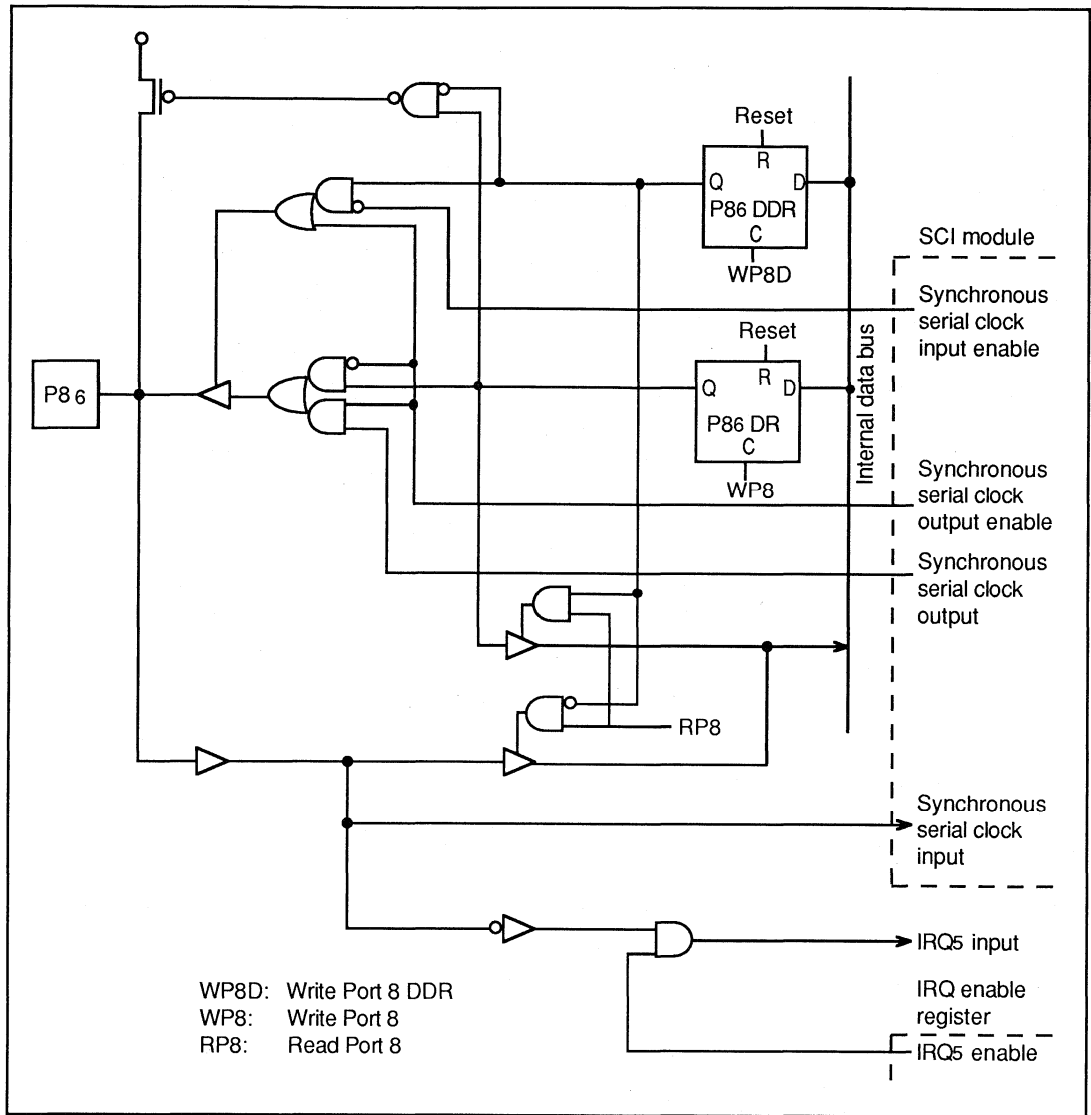 Reset
R
Q
D
P86 DDR
C
WP8D
SCI module
Synchronous
serial clock
input enable
Reset
R
Q
D
P86 DR
C
WP8
Internal data bus
P86
Synchronous
serial clock
output enable
Synchronous
serial clock
output
RP8
Synchronous
serial clock
input
IRQ5 input
WP8D: Write Port 8 DDR
WP8: Write Port 8
RP8: Read Port 8
IRQ enable
register
IRQ5 enable